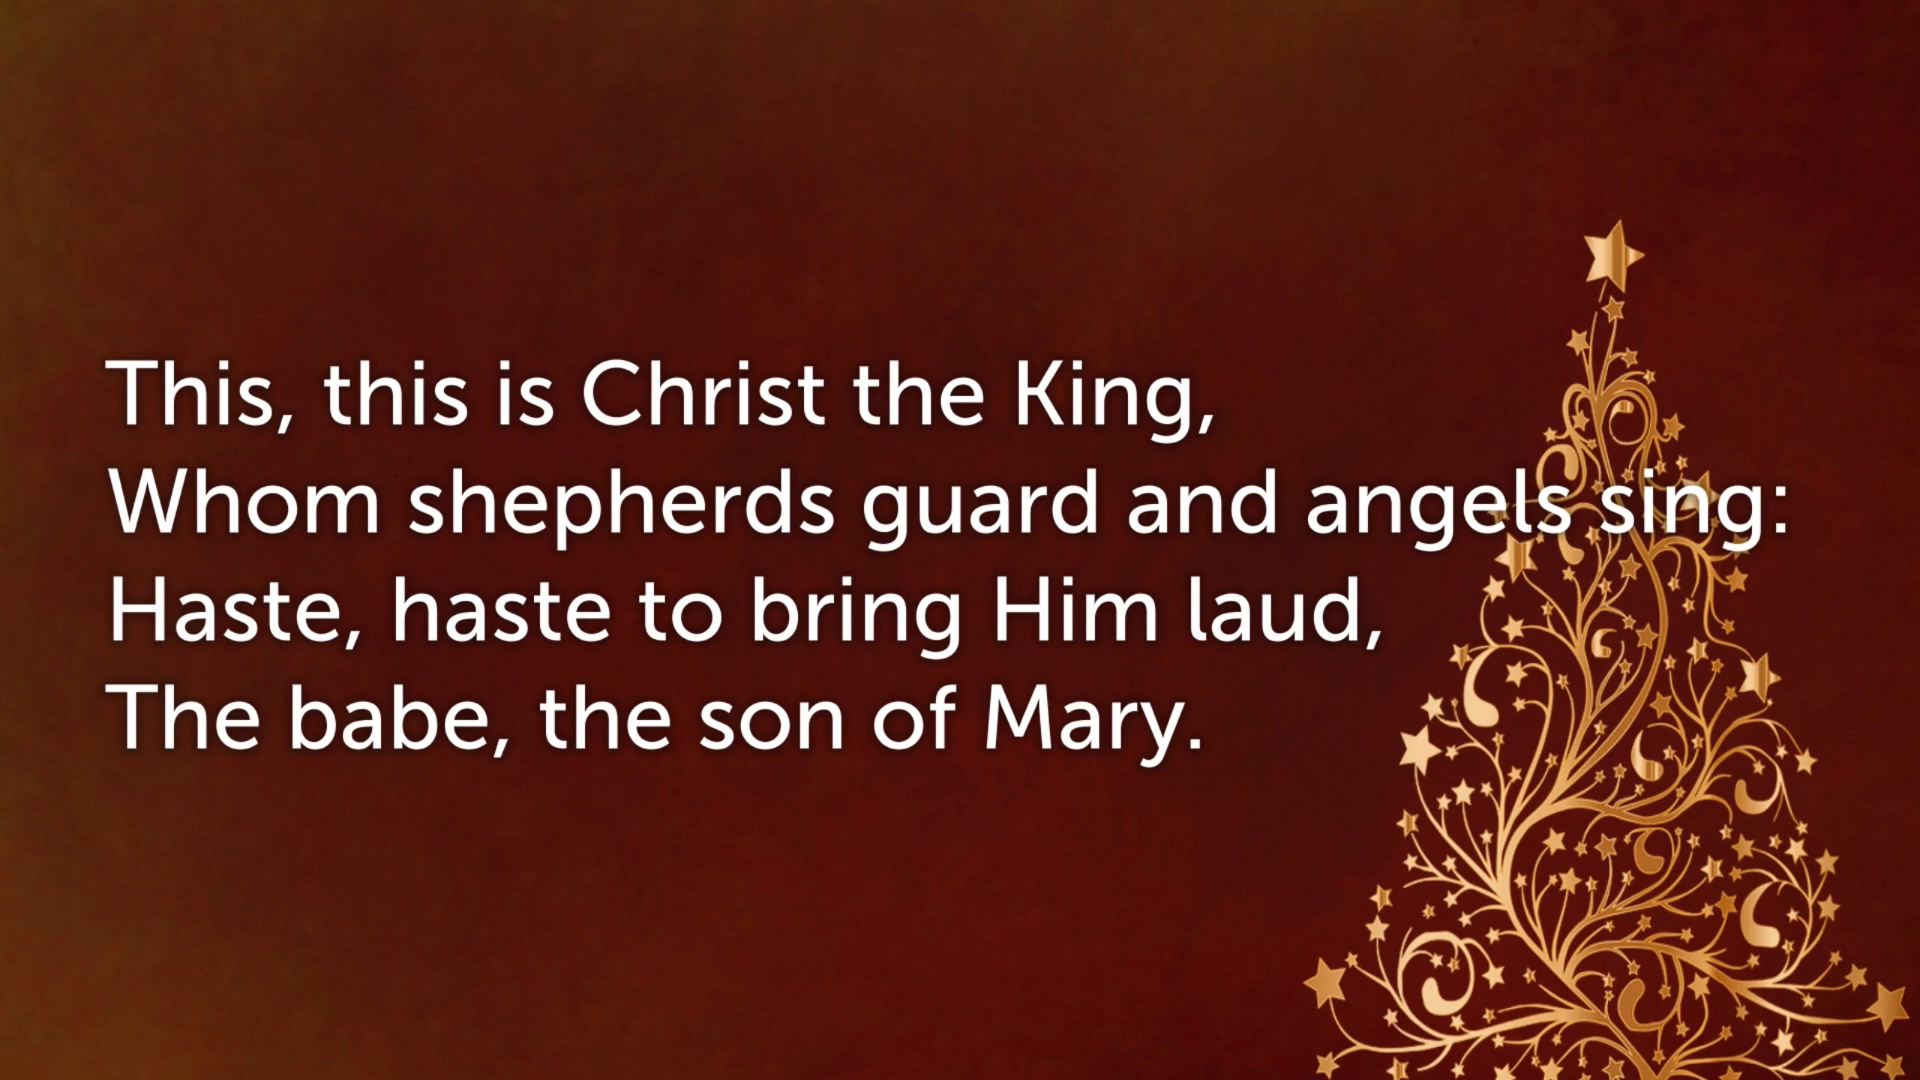 This, this is Christ the King,
Whom shepherds guard and angels sing:
Haste, haste to bring Him laud,
The babe, the son of Mary.